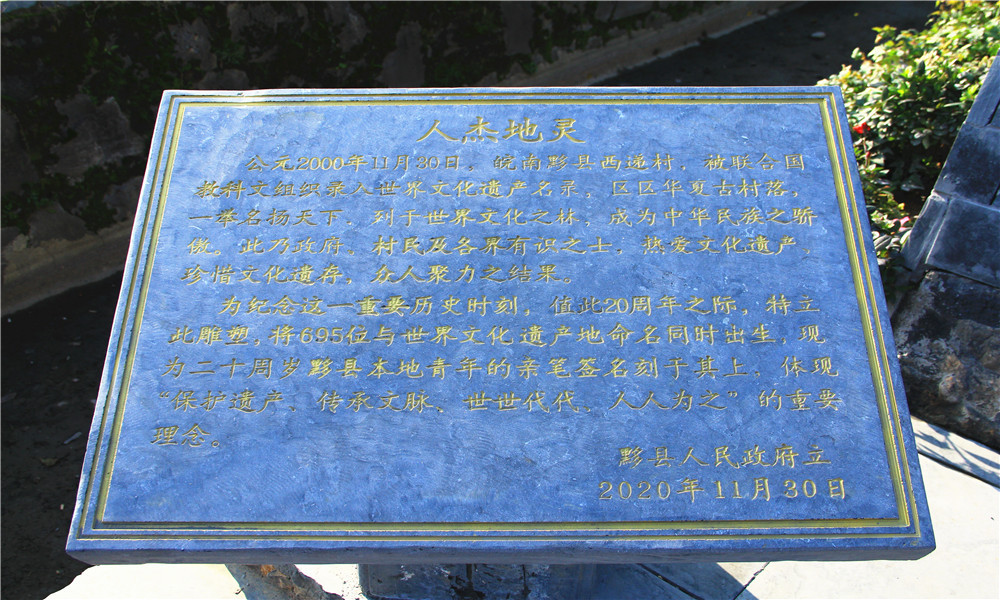 人杰地灵
公元2000年11月30日，皖南黟县西递村，被联合国
教科文组织录入世界文化遗产名录。区区华夏古村落，
一举名扬天下，列于世界文化之林，成为中华民族之骄
傲。此乃政府、村民及各界有识之士，热爱文化遗产，
珍惜文化遗存，众人聚力之结果。
为纪念这一重要历史时刻，值此20周年之际，特立
此雕塑，将695位与世界文化遗产地命名同时出生，现
为二十周岁黟县本地青年的亲笔签名刻于其上，体现
“保护遗产、传承文脉、世世代代、人人为之”的重要
理念。
黟县人民政府立
2020年11月30日